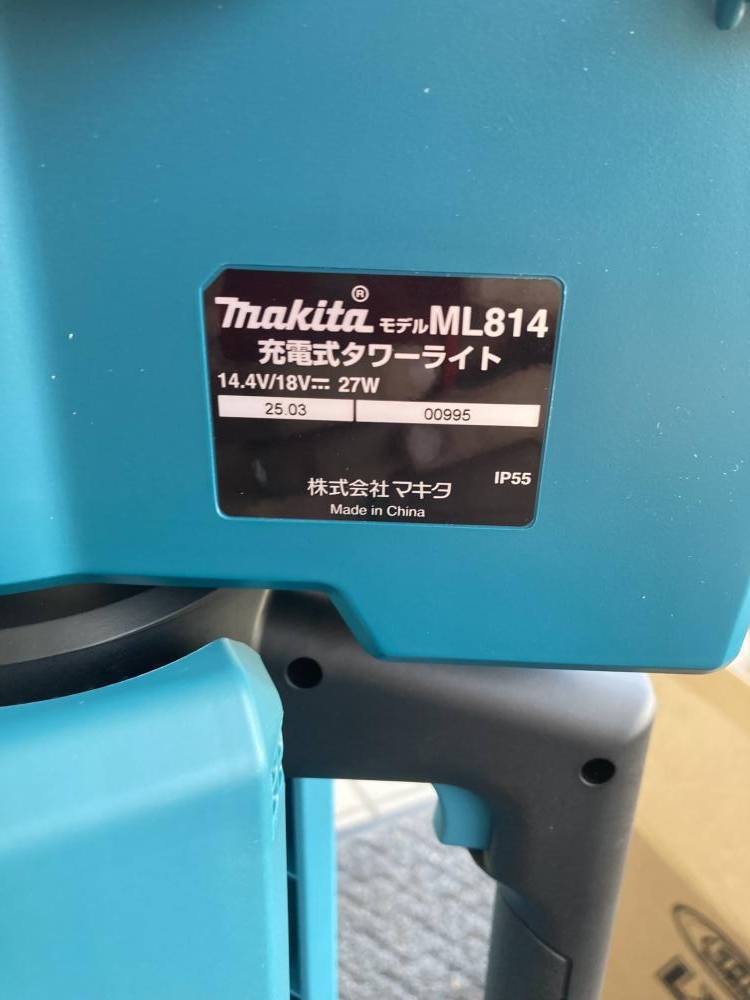 makita® モデルML814
充電式タワーライト
14.4V/18V⎓ 27W
25.03 00995
IP55
株式会社マキタ
Made in China